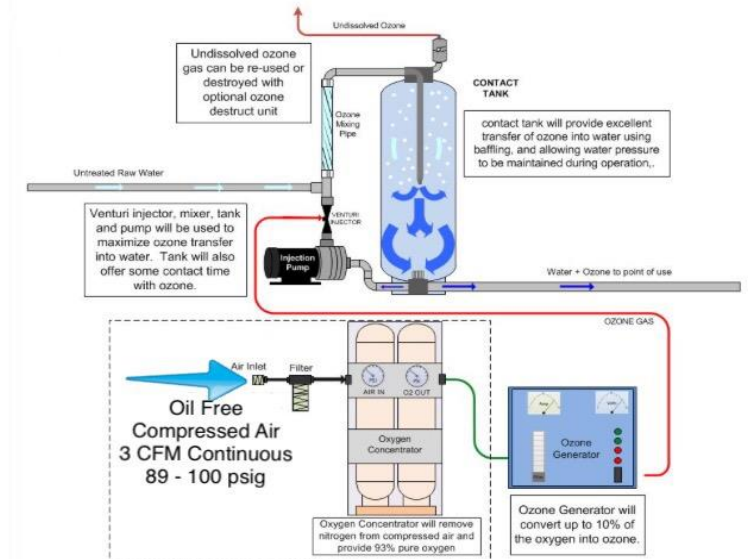 Undissolved Ozone
Undissolved ozone
gas can be re-used or
destroyed with
optional ozone
destruct unit
Ozone
Mixing
Pipe
CONTACT
TANK
contact tank will provide excellent
transfer of ozone into water using
baffling, and allowing water pressure
to be maintained during operation,.
Untreated Raw Water
Venturi injector, mixer, tank
and pump will be used to
maximize ozone transfer
into water. Tank will also
offer some contact time
with ozone.
VENTURI
INJECTOR
Injection
Pump
Water + Ozone to point of use
OZONE GAS
Air Inlet
Filter
Oil Free
Compressed Air
3 CFM Continuous
89 - 100 psig
PSI
PSI
AIR IN
O2 OUT
Oxygen
Concentrator
Oxygen Concentrator will remove
nitrogen from compressed air and
provide 93% pure oxygen
Ozone
Generator
Ozone Generator will
convert up to 10% of
the oxygen into ozone.